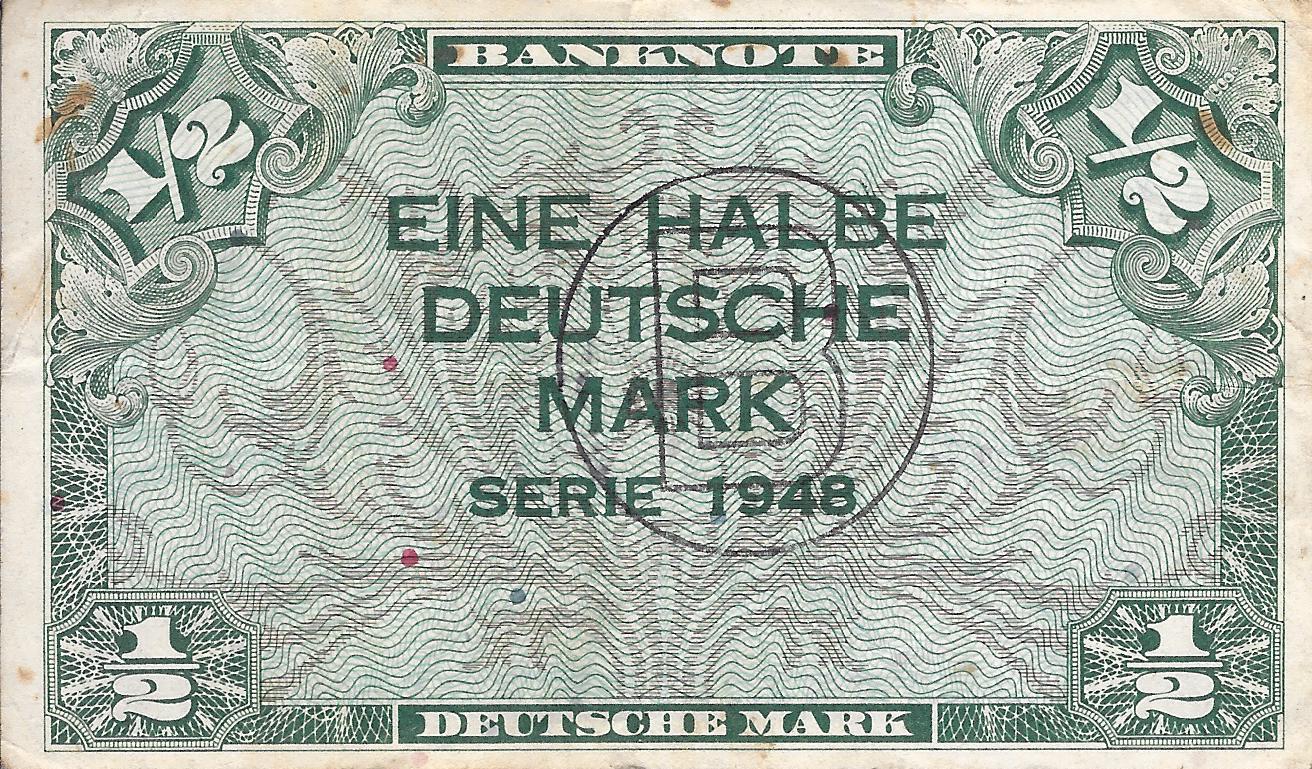 BANKNOTE
1/2
1/2
EINE HALBE
DEUTSCHE
MARK
B
SERIE 1948
1/2
1/2
DEUTSCHE MARK